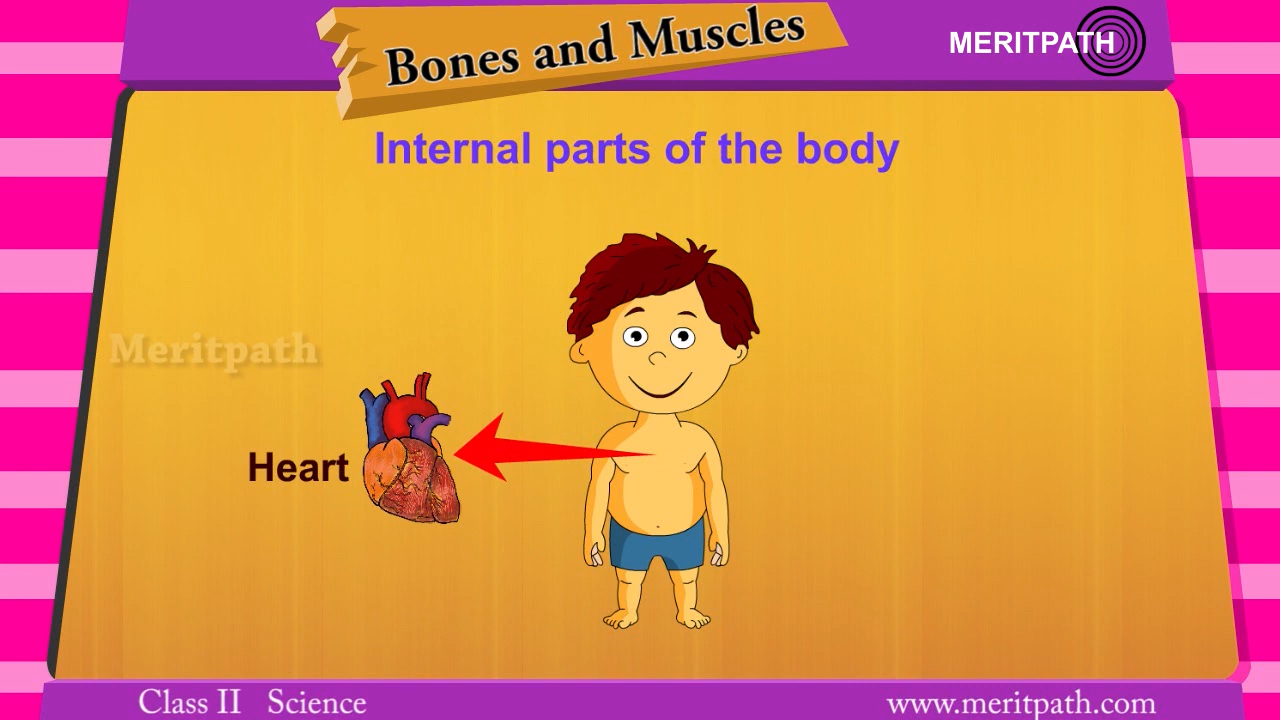 Bones and Muscles
MERITPATH
Internal parts of the body
Meritpath
Heart
Class II Science
www.meritpath.com